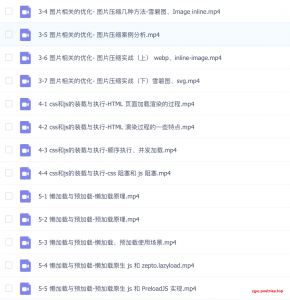 3-4 图片相关的优化- 图片压缩几种方法-雪碧图、Image inline.mp4
3-5 图片相关的优化- 图片压缩案例分析.mp4
3-6 图片相关的优化- 图片压缩实战（上） webp、inline-image.mp4
3-7 图片相关的优化- 图片压缩实战（下）雪碧图、svg.mp4
4-1 css和js的装载与执行-HTML 页面加载渲染的过程.mp4
4-2 css和js的装载与执行-HTML 渲染过程的一些特点.mp4
4-3 css和js的装载与执行-顺序执行、并发加载.mp4
4-4 css和js的装载与执行-css 阻塞和 js 阻塞.mp4
5-1 懒加载与预加载-懒加载原理.mp4
5-2 懒加载与预加载-预加载原理.mp4
5-3 懒加载与预加载-懒加载、预加载使用场景.mp4
5-4 懒加载与预加载-懒加载原生 js 和 zepto.lazyload.mp4
5-5 懒加载与预加载-预加载原生 js 和 PreloadJS 实现.mp4